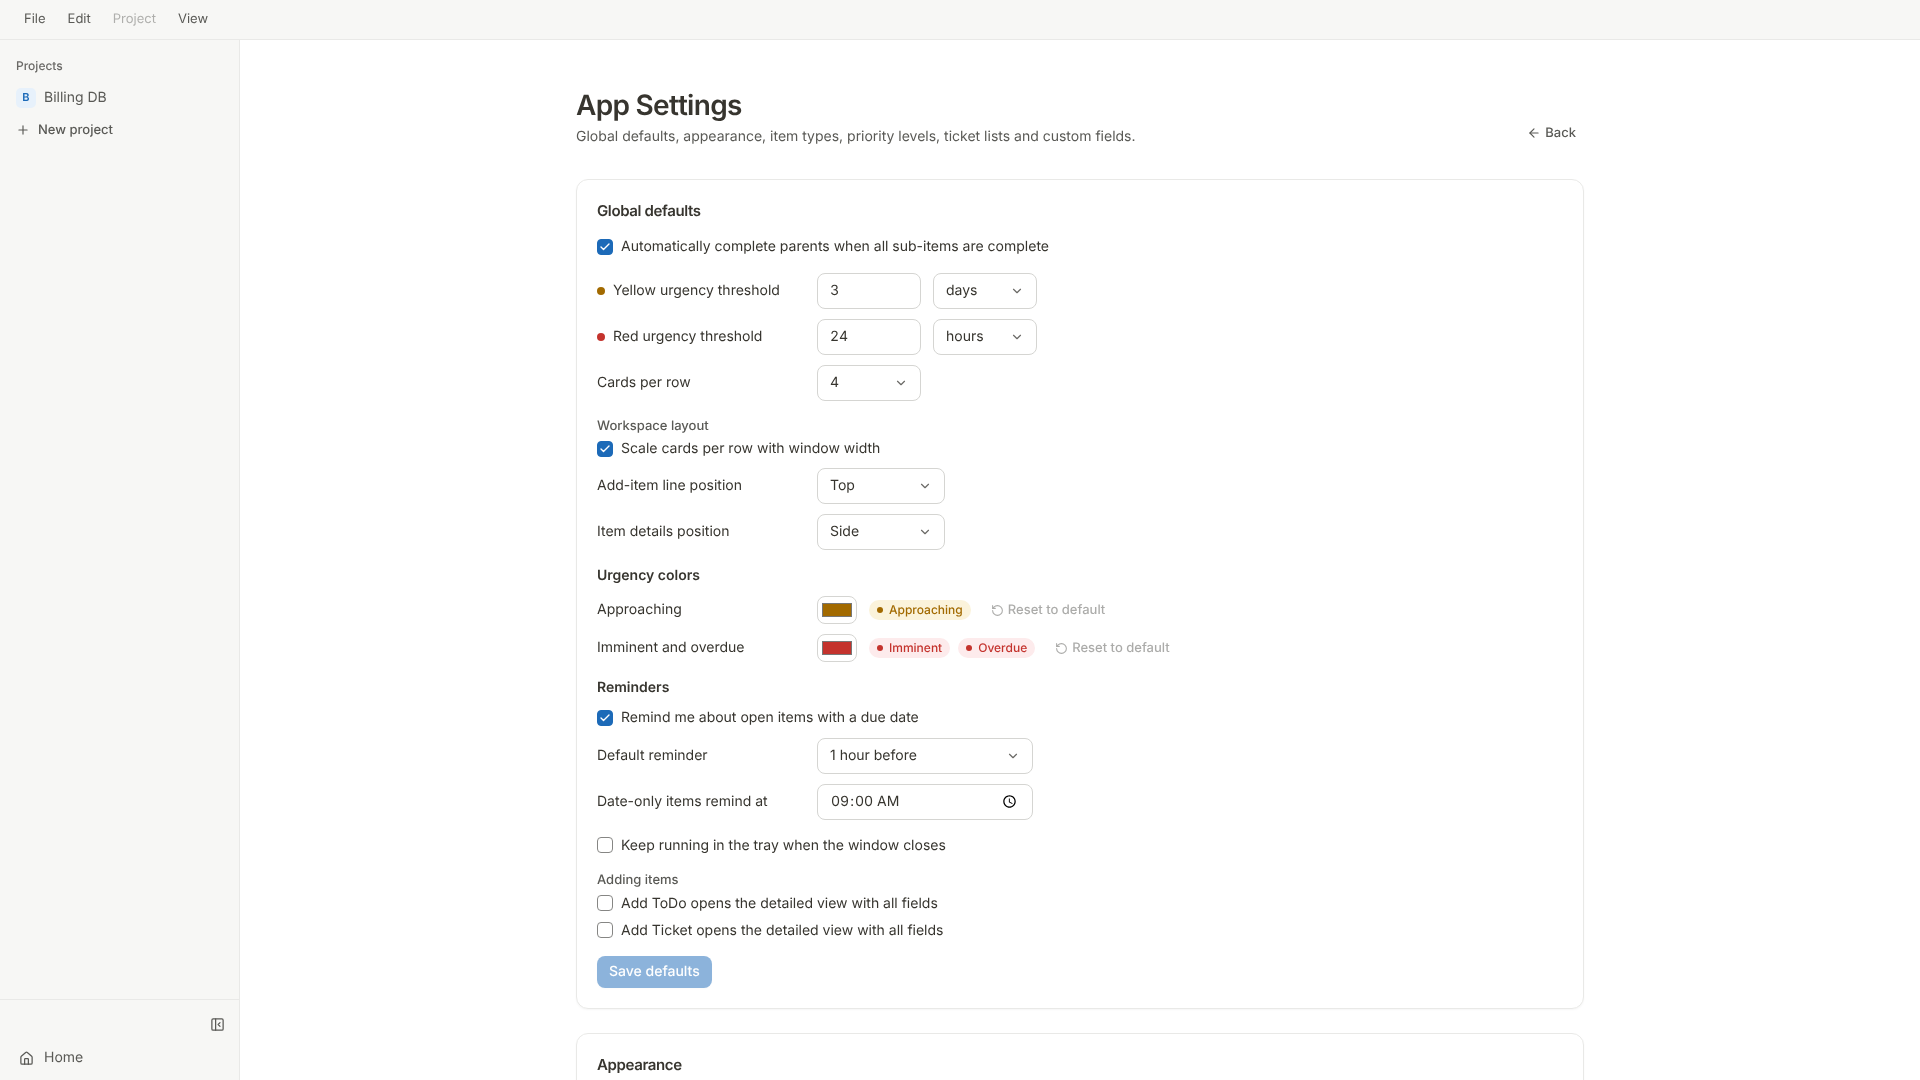 File Edit Project View
Projects
B Billing DB
New project
Home
App Settings
Global defaults, appearance, item types, priority levels, ticket lists and custom fields.
Back
Global defaults
Automatically complete parents when all sub-items are complete
Yellow urgency threshold 3 days
Red urgency threshold 24 hours
Cards per row 4
Workspace layout
Scale cards per row with window width
Add-item line position Top
Item details position Side
Urgency colors
Approaching Approaching Reset to default
Imminent and overdue Imminent Overdue Reset to default
Reminders
Remind me about open items with a due date
Default reminder 1 hour before
Date-only items remind at 09:00 AM
Keep running in the tray when the window closes
Adding items
Add ToDo opens the detailed view with all fields
Add Ticket opens the detailed view with all fields
Save defaults
Appearance